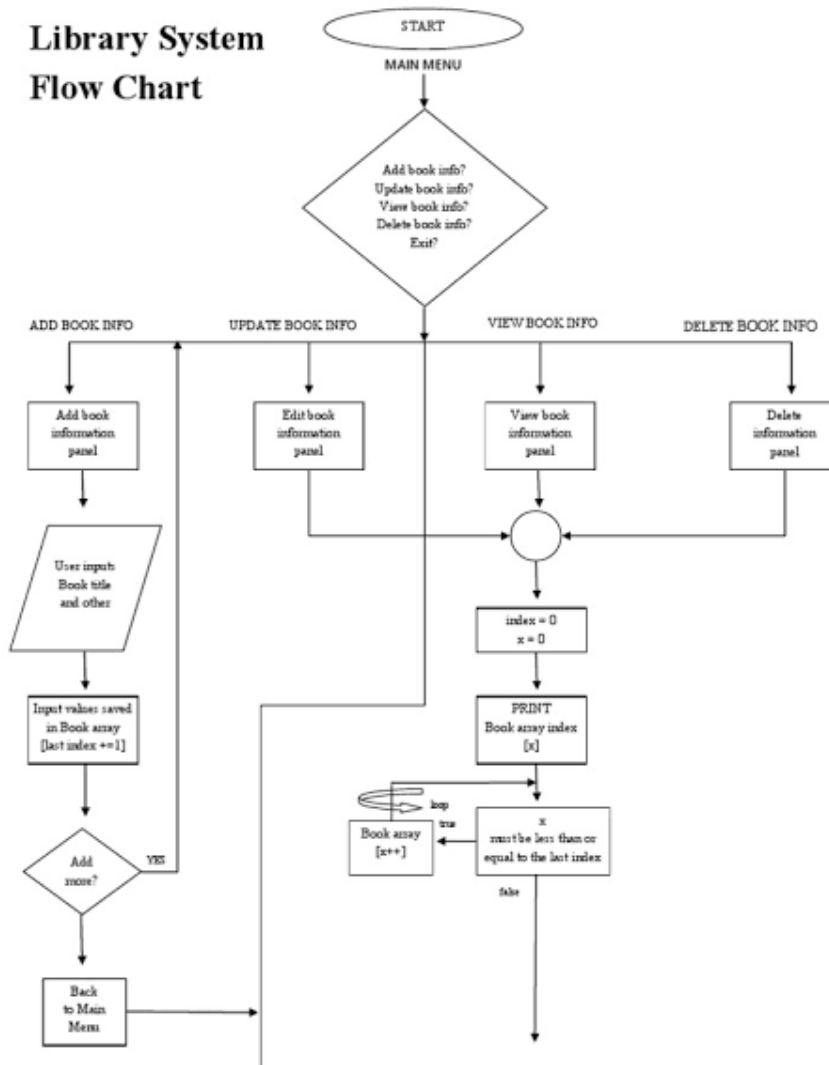 Library System
Flow Chart
START
MAIN MENU
Add book info?
Update book info?
View book info?
Delete book info?
Exit?
ADD BOOK INFO
UPDATE BOOK INFO
VIEW BOOK INFO
DELETE BOOK INFO
Add book
information
panel
Edit book
information
panel
View book
information
panel
Delete
information
panel
User inputs
Book title
and other
index = 0
x = 0
Input values saved
in Book array
[last index +=1]
PRINT
Book array index
[x]
loop
true
Book array
[x++]
x
must be less than or
equal to the last index
false
Add
more?
YES
Back
to Main
Menu